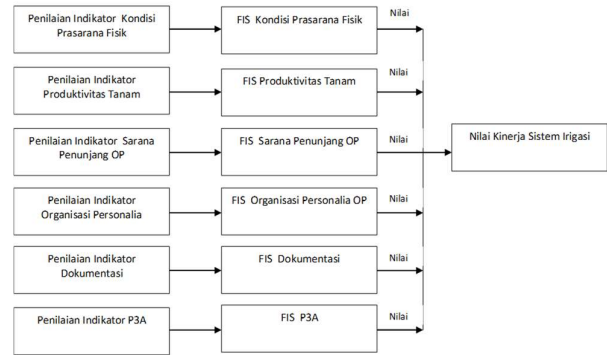 Penilaian Indikator Kondisi
Prasarana Fisik
FIS Kondisi Prasarana Fisik
Nilai
Penilaian Indikator
Produktivitas Tanam
FIS Produktivitas Tanam
Nilai
Penilaian Indikator Sarana
Penunjang OP
FIS Sarana Penunjang OP
Nilai
Nilai Kinerja Sistem Irigasi
Penilaian Indikator
Organisasi Personalia
FIS Organisasi Personalia OP
Nilai
Penilaian Indikator
Dokumentasi
FIS Dokumentasi
Nilai
Penilaian Indikator P3A
FIS P3A
Nilai